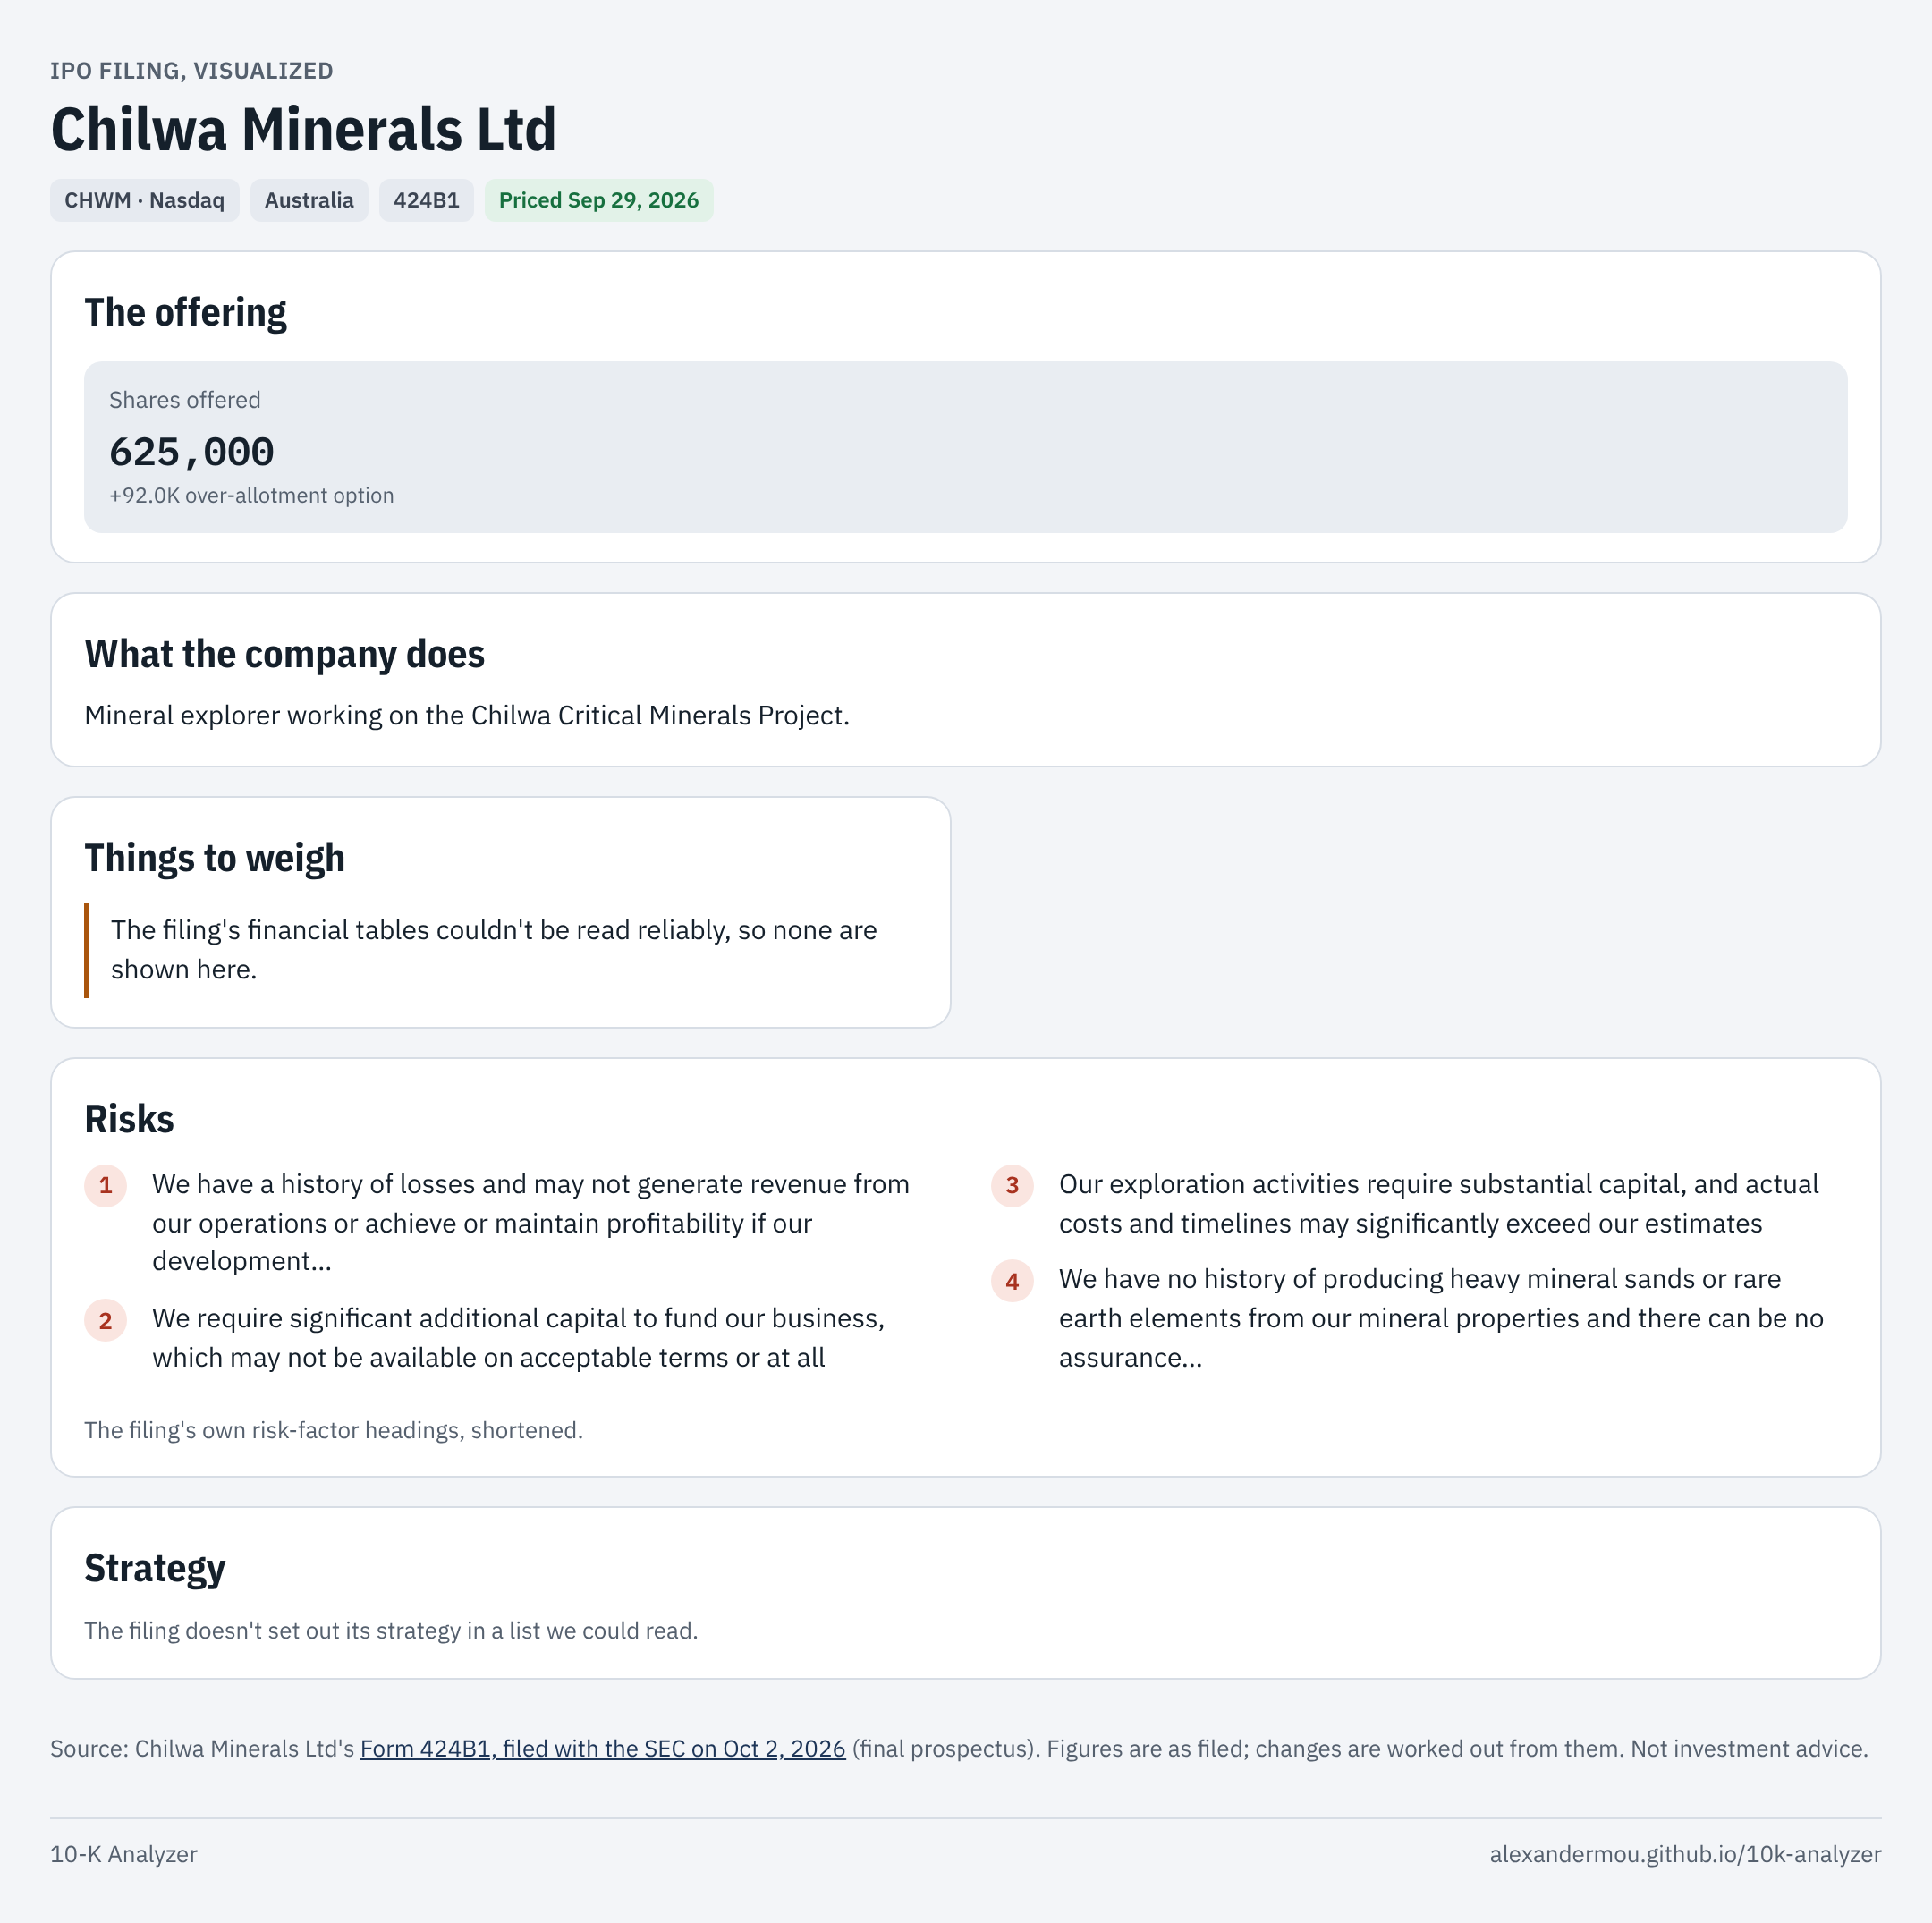 IPO FILING, VISUALIZED
Chilwa Minerals Ltd
CHWM · Nasdaq
Australia
424B1
Priced Sep 29, 2026
The offering
Shares offered
625,000
+92.0K over-allotment option
What the company does
Mineral explorer working on the Chilwa Critical Minerals Project.
Things to weigh
The filing's financial tables couldn't be read reliably, so none are
shown here.
Risks
1 We have a history of losses and may not generate revenue from
our operations or achieve or maintain profitability if our
development…
2 We require significant additional capital to fund our business,
which may not be available on acceptable terms or at all
3 Our exploration activities require substantial capital, and actual
costs and timelines may significantly exceed our estimates
4 We have no history of producing heavy mineral sands or rare
earth elements from our mineral properties and there can be no
assurance…
The filing's own risk-factor headings, shortened.
Strategy
The filing doesn't set out its strategy in a list we could read.
Source: Chilwa Minerals Ltd's Form 424B1, filed with the SEC on Oct 2, 2026 (final prospectus). Figures are as filed; changes are worked out from them. Not investment advice.
10-K Analyzer
alexandermou.github.io/10k-analyzer